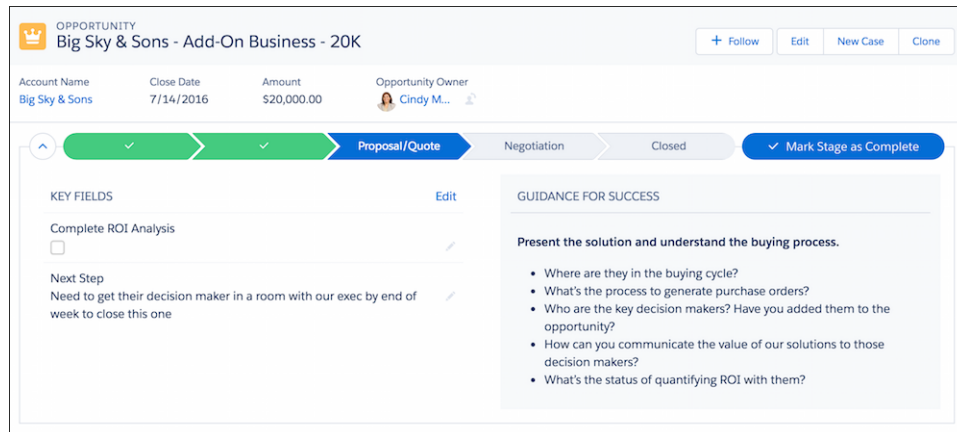 OPPORTUNITY
Big Sky & Sons - Add-On Business - 20K
+ Follow
Edit
New Case
Clone
Account Name
Close Date
Amount
Opportunity Owner
Big Sky & Sons
7/14/2016
$20,000.00
Cindy M...
Proposal/Quote
Negotiation
Closed
Mark Stage as Complete
KEY FIELDS
Edit
Complete ROI Analysis
Next Step
Need to get their decision maker in a room with our exec by end of
week to close this one
GUIDANCE FOR SUCCESS
Present the solution and understand the buying process.
• Where are they in the buying cycle?
• What's the process to generate purchase orders?
• Who are the key decision makers? Have you added them to the
opportunity?
• How can you communicate the value of our solutions to those
decision makers?
• What's the status of quantifying ROI with them?